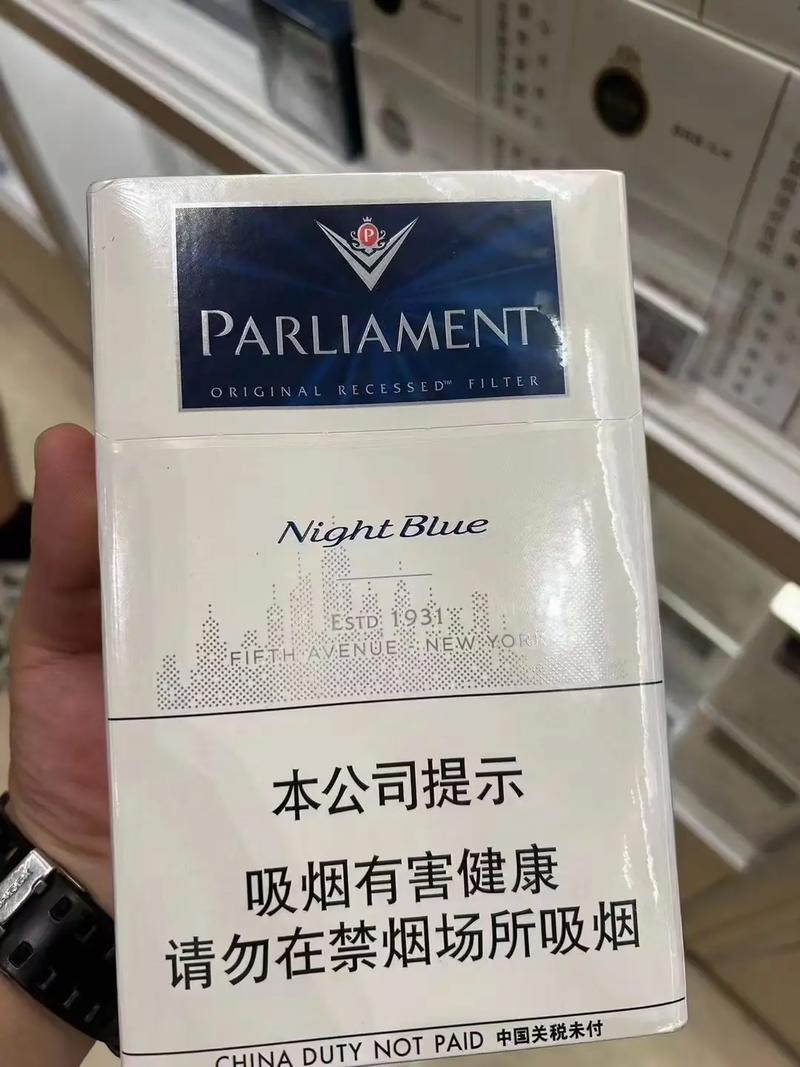 P
PARLIAMENT
ORIGINAL RECESSED™ FILTER
Night Blue
ESTD 1931
FIFTH AVENUE - NEW YORK
本公司提示
吸烟有害健康
请勿在禁烟场所吸烟
CHINA DUTY NOT PAID 中国关税未付